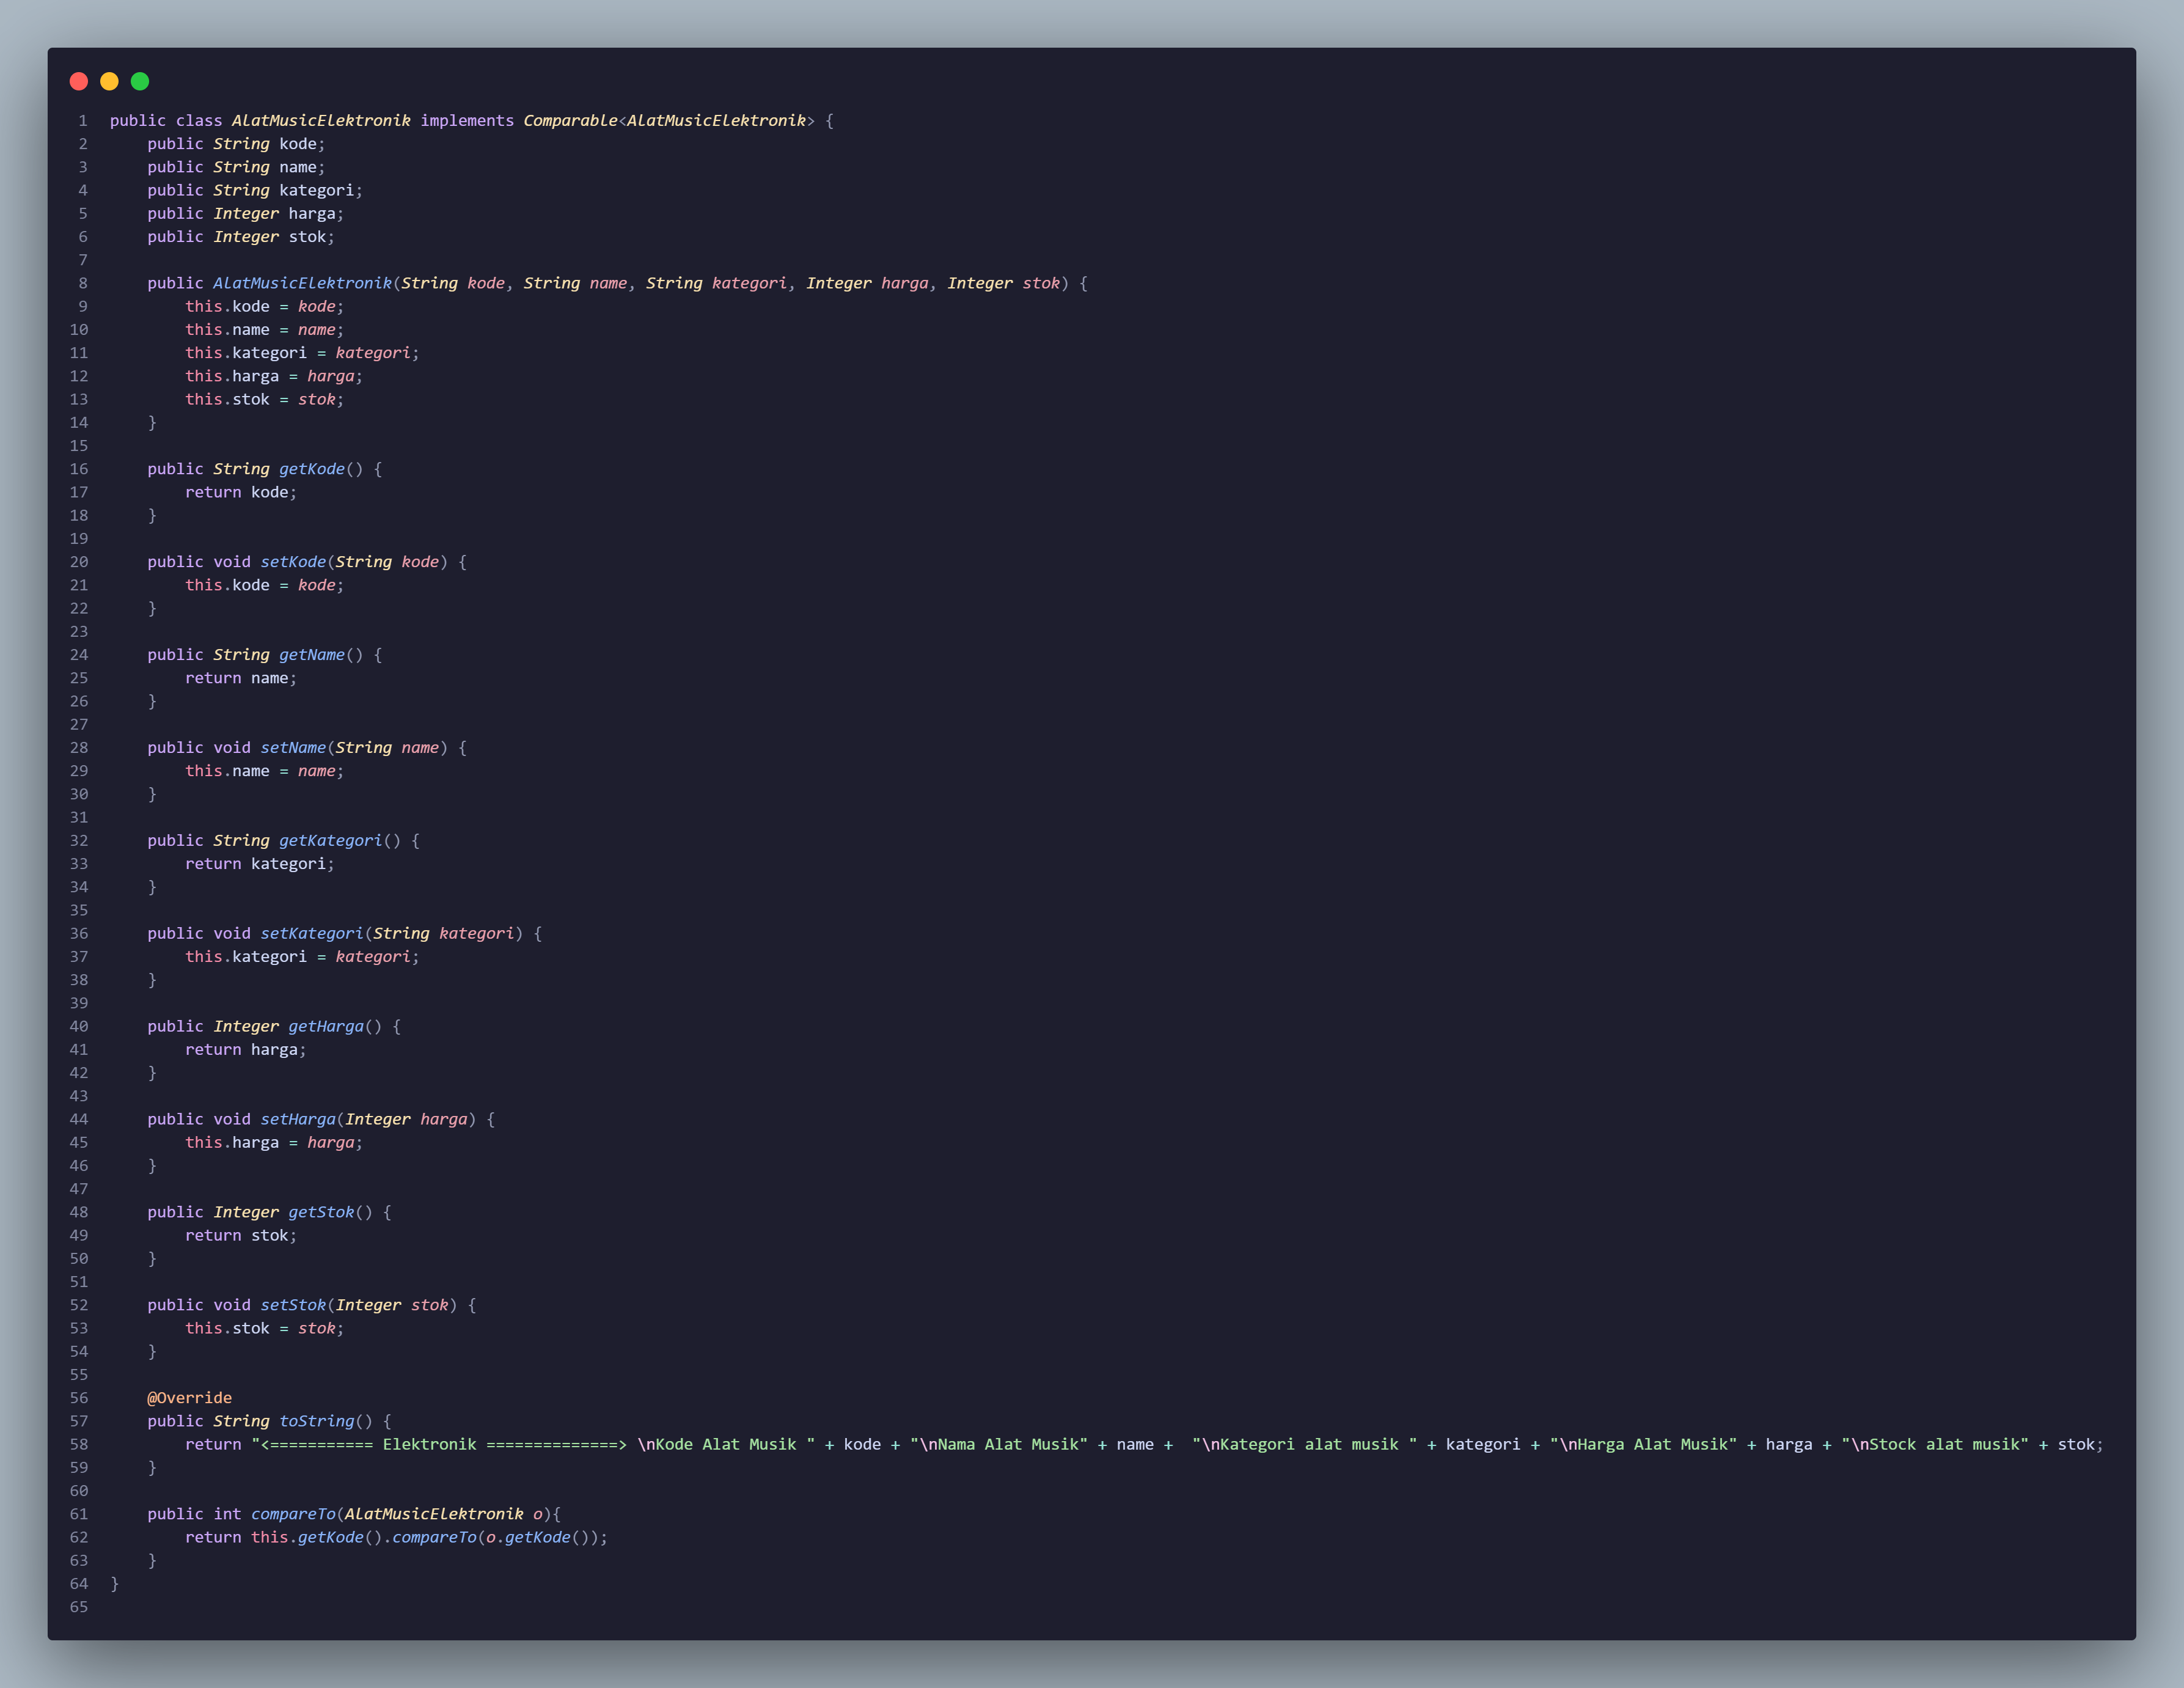 1 public class AlatMusicElektronik implements Comparable<AlatMusicElektronik> {
2     public String kode;
3     public String name;
4     public String kategori;
5     public Integer harga;
6     public Integer stok;
7
8     public AlatMusicElektronik(String kode, String name, String kategori, Integer harga, Integer stok) {
9         this.kode = kode;
10         this.name = name;
11         this.kategori = kategori;
12         this.harga = harga;
13         this.stok = stok;
14     }
15
16     public String getKode() {
17         return kode;
18     }
19
20     public void setKode(String kode) {
21         this.kode = kode;
22     }
23
24     public String getName() {
25         return name;
26     }
27
28     public void setName(String name) {
29         this.name = name;
30     }
31
32     public String getKategori() {
33         return kategori;
34     }
35
36     public void setKategori(String kategori) {
37         this.kategori = kategori;
38     }
39
40     public Integer getHarga() {
41         return harga;
42     }
43
44     public void setHarga(Integer harga) {
45         this.harga = harga;
46     }
47
48     public Integer getStok() {
49         return stok;
50     }
51
52     public void setStok(Integer stok) {
53         this.stok = stok;
54     }
55
56     @Override
57     public String toString() {
58         return "<=========== Elektronik ==============> \nKode Alat Musik " + kode + "\nNama Alat Musik" + name +  "\nKategori alat musik " + kategori + "\nHarga Alat Musik" + harga + "\nStock alat musik" + stok;
59     }
60
61     public int compareTo(AlatMusicElektronik o){
62         return this.getKode().compareTo(o.getKode());
63     }
64 }
65